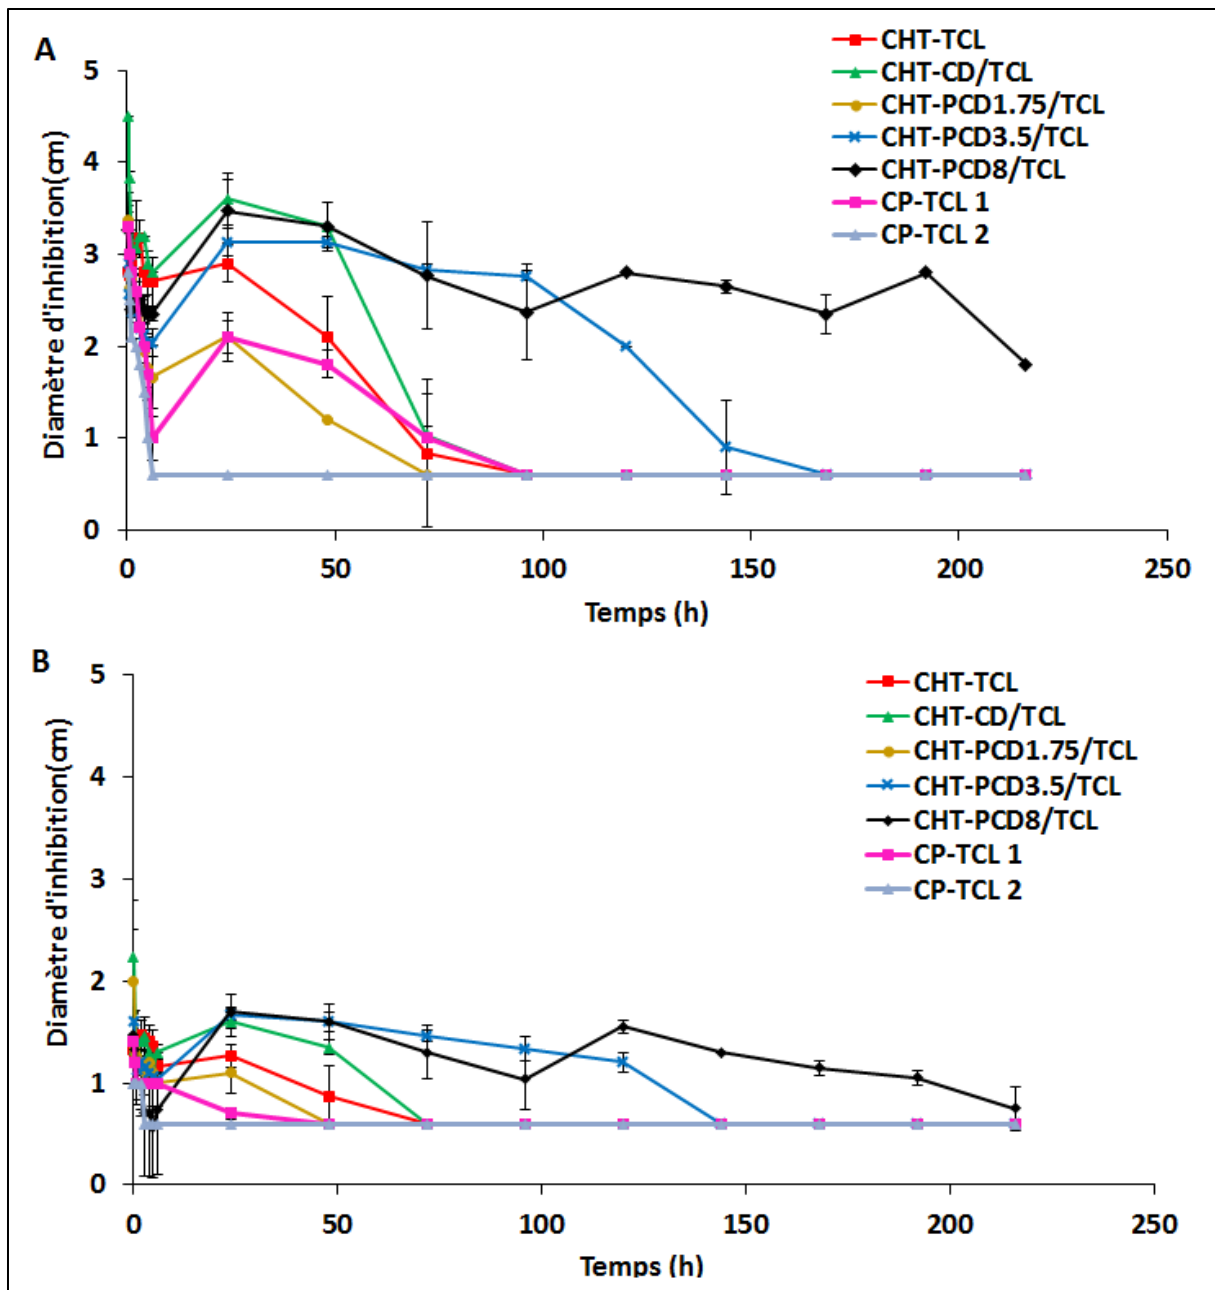 A
CHT-TCL
CHT-CD/TCL
CHT-PCD1.75/TCL
CHT-PCD3.5/TCL
CHT-PCD8/TCL
CP-TCL 1
CP-TCL 2
Diamètre d'inhibition(cm)
5
4
3
2
1
0
0
50
100
150
200
250
Temps (h)
B
CHT-TCL
CHT-CD/TCL
CHT-PCD1.75/TCL
CHT-PCD3.5/TCL
CHT-PCD8/TCL
CP-TCL 1
CP-TCL 2
Diamètre d'inhibition(cm)
5
4
3
2
1
0
0
50
100
150
200
250
Temps (h)